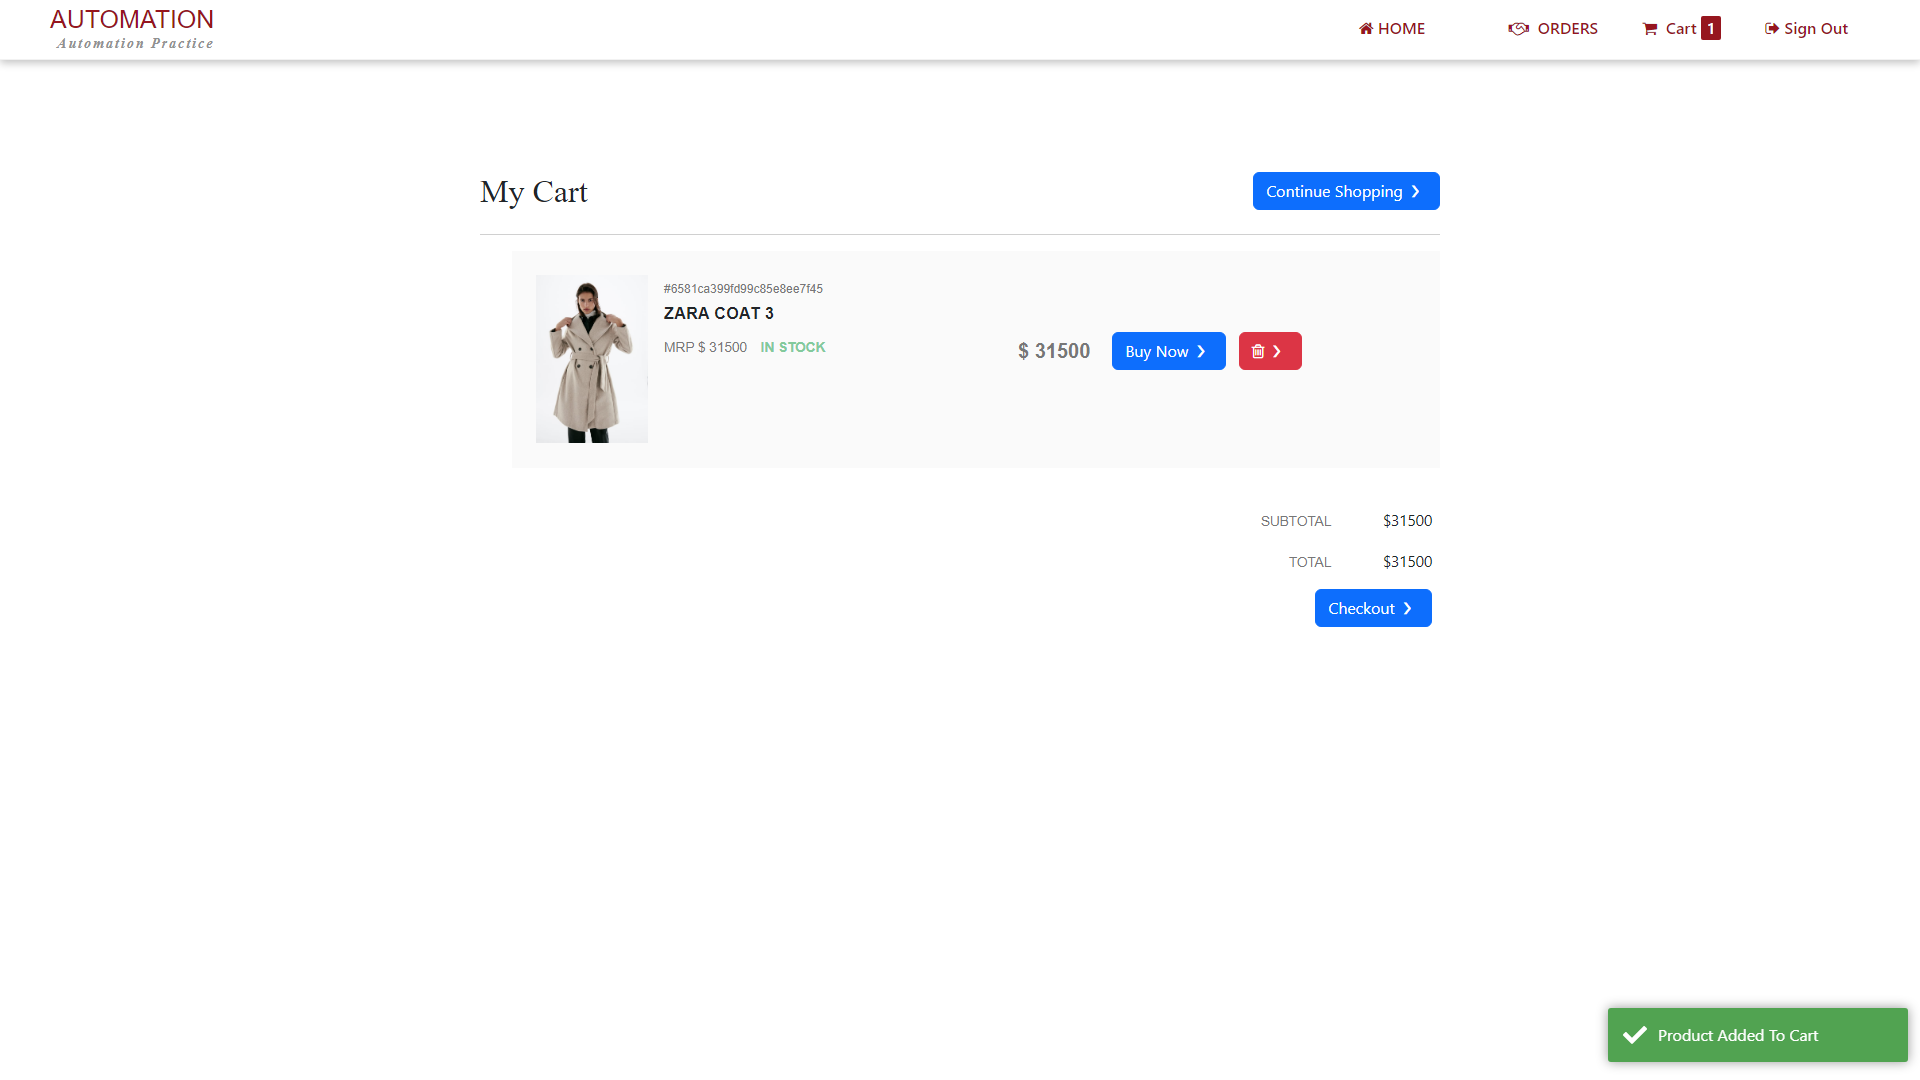 AUTOMATION
Automation Practice
HOME
ORDERS
Cart 1
Sign Out
My Cart
Continue Shopping ❯
#6581ca399fd99c85e8ee7f45
ZARA COAT 3
MRP $ 31500 IN STOCK
$ 31500
Buy Now ❯
❯
SUBTOTAL $31500
TOTAL $31500
Checkout ❯
Product Added To Cart